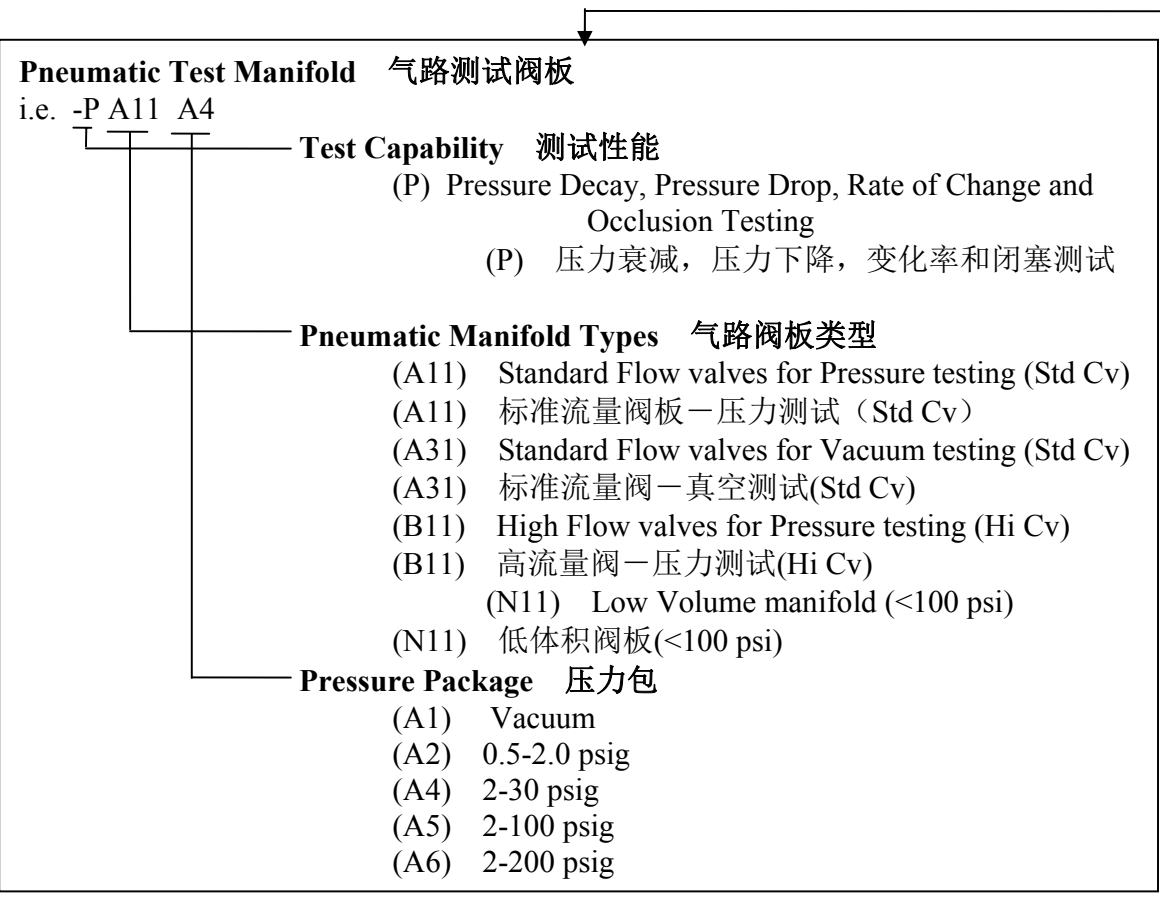 Pneumatic Test Manifold 气路测试阀板
i.e. -P A11 A4
Test Capability 测试性能
(P) Pressure Decay, Pressure Drop, Rate of Change and
Occlusion Testing
(P) 压力衰减，压力下降，变化率和闭塞测试
Pneumatic Manifold Types 气路阀板类型
(A11) Standard Flow valves for Pressure testing (Std Cv)
(A11) 标准流量阀板－压力测试（Std Cv）
(A31) Standard Flow valves for Vacuum testing (Std Cv)
(A31) 标准流量阀－真空测试(Std Cv)
(B11) High Flow valves for Pressure testing (Hi Cv)
(B11) 高流量阀－压力测试(Hi Cv)
(N11) Low Volume manifold (<100 psi)
(N11) 低体积阀板(<100 psi)
Pressure Package 压力包
(A1) Vacuum
(A2) 0.5-2.0 psig
(A4) 2-30 psig
(A5) 2-100 psig
(A6) 2-200 psig